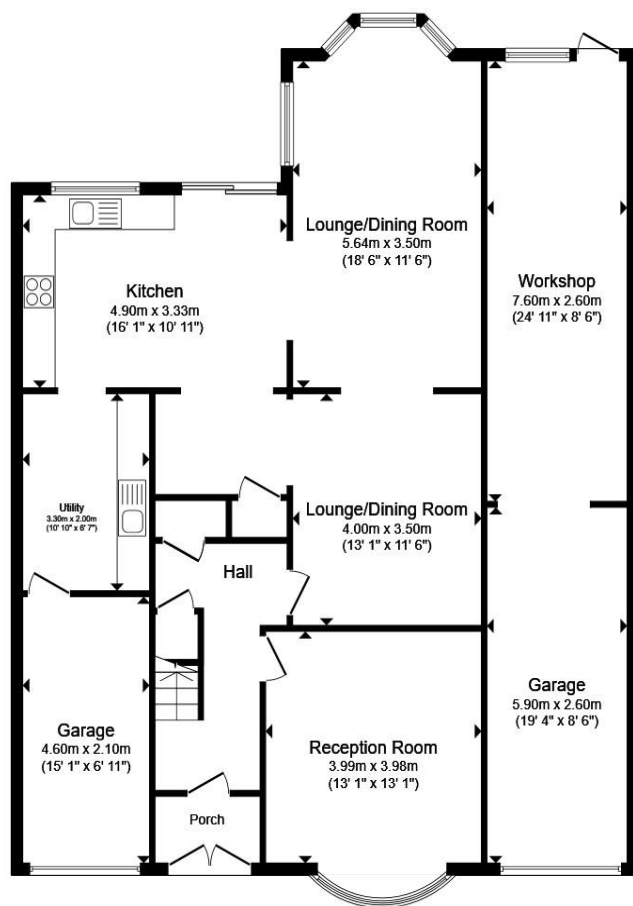 Lounge/Dining Room
5.64m x 3.50m
(18' 6" x 11' 6")
Kitchen
4.90m x 3.33m
(16' 1" x 10' 11")
Workshop
7.60m x 2.60m
(24' 11" x 8' 6")
Utility
3.30m x 2.00m
(10' 10" x 6' 7")
Lounge/Dining Room
4.00m x 3.50m
(13' 1" x 11' 6")
Hall
Garage
4.60m x 2.10m
(15' 1" x 6' 11")
Reception Room
3.99m x 3.98m
(13' 1" x 13' 1")
Garage
5.90m x 2.60m
(19' 4" x 8' 6")
Porch